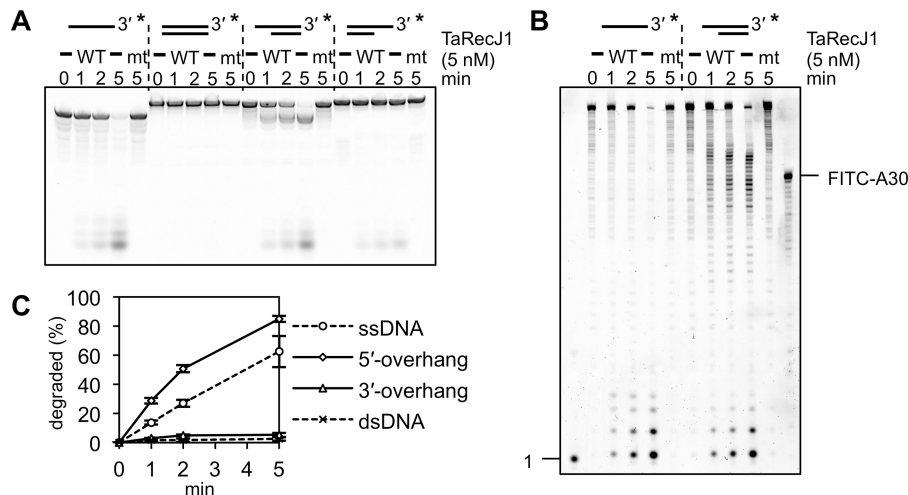 A
3′ * 3′ * 3′ * 3′ *
– WT – mt – WT – mt – WT – mt – WT – mt
TaRecJ1
(5 nM)
0 1 2 5 5 0 1 2 5 5 0 1 2 5 5 0 1 2 5 5 min
B
3′ * 3′ *
– WT – mt – WT – mt
TaRecJ1
(5 nM)
0 1 2 5 5 0 1 2 5 5 min
FITC-A30
1
C
degraded (%)
100
80
60
40
20
0
0 1 2 3 4 5
min
ssDNA
5′-overhang
3′-overhang
dsDNA